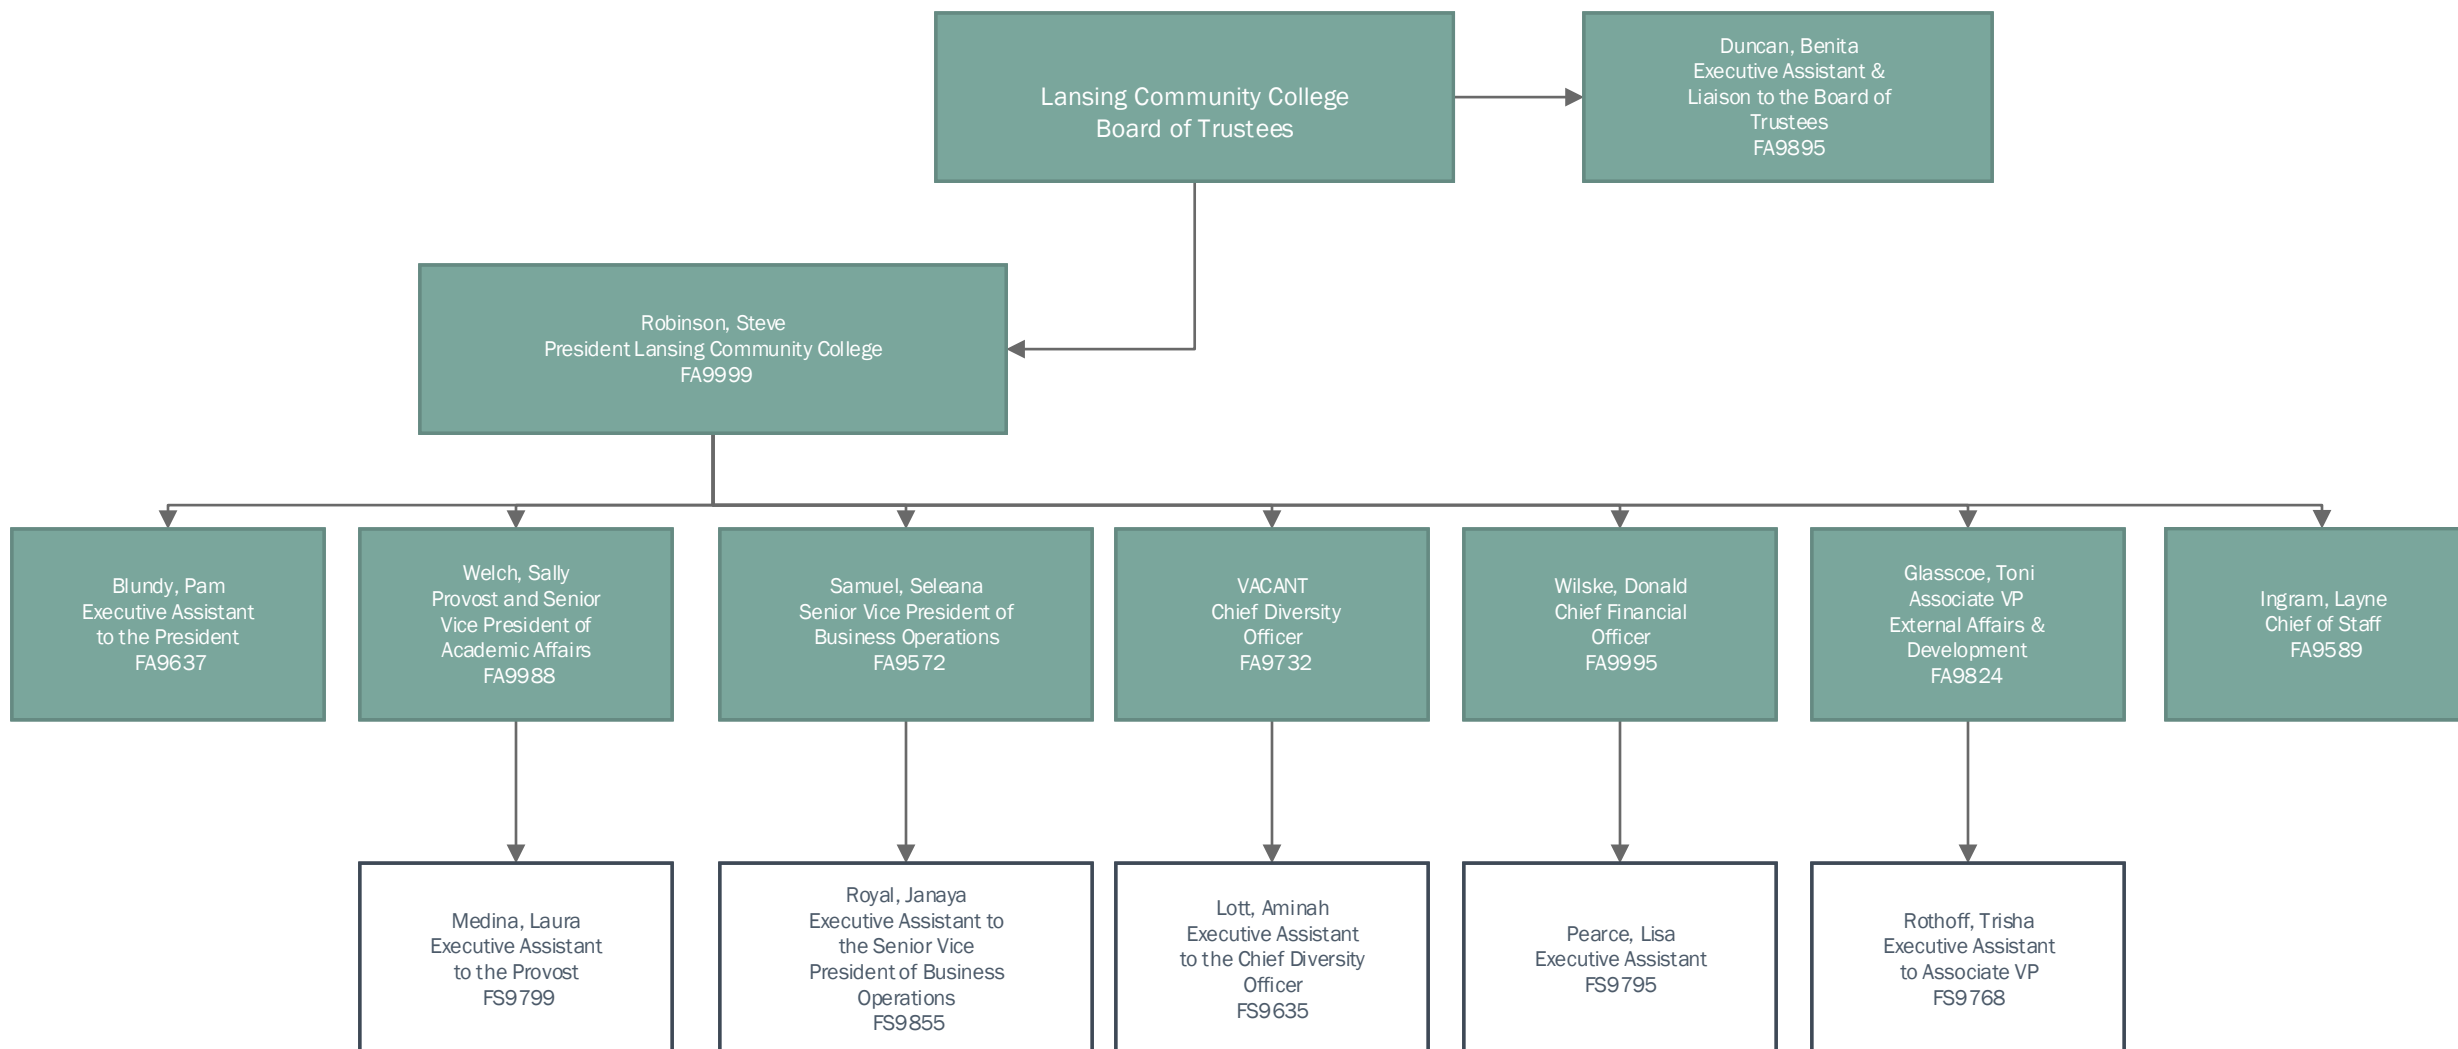 Lansing Community College
Board of Trustees
Duncan, Benita
Executive Assistant &
Liaison to the Board of
Trustees
FA9895
Robinson, Steve
President Lansing Community College
FA9999
Blundy, Pam
Executive Assistant
to the President
FA9637
Welch, Sally
Provost and Senior
Vice President of
Academic Affairs
FA9988
Samuel, Seleana
Senior Vice President of
Business Operations
FA9572
VACANT
Chief Diversity
Officer
FA9732
Wilske, Donald
Chief Financial
Officer
FA9995
Glasscoe, Toni
Associate VP
External Affairs &
Development
FA9824
Ingram, Layne
Chief of Staff
FA9589
Medina, Laura
Executive Assistant
to the Provost
FS9799
Royal, Janaya
Executive Assistant to
the Senior Vice
President of Business
Operations
FS9855
Lott, Aminah
Executive Assistant
to the Chief Diversity
Officer
FS9635
Pearce, Lisa
Executive Assistant
FS9795
Rothoff, Trisha
Executive Assistant
to Associate VP
FS9768